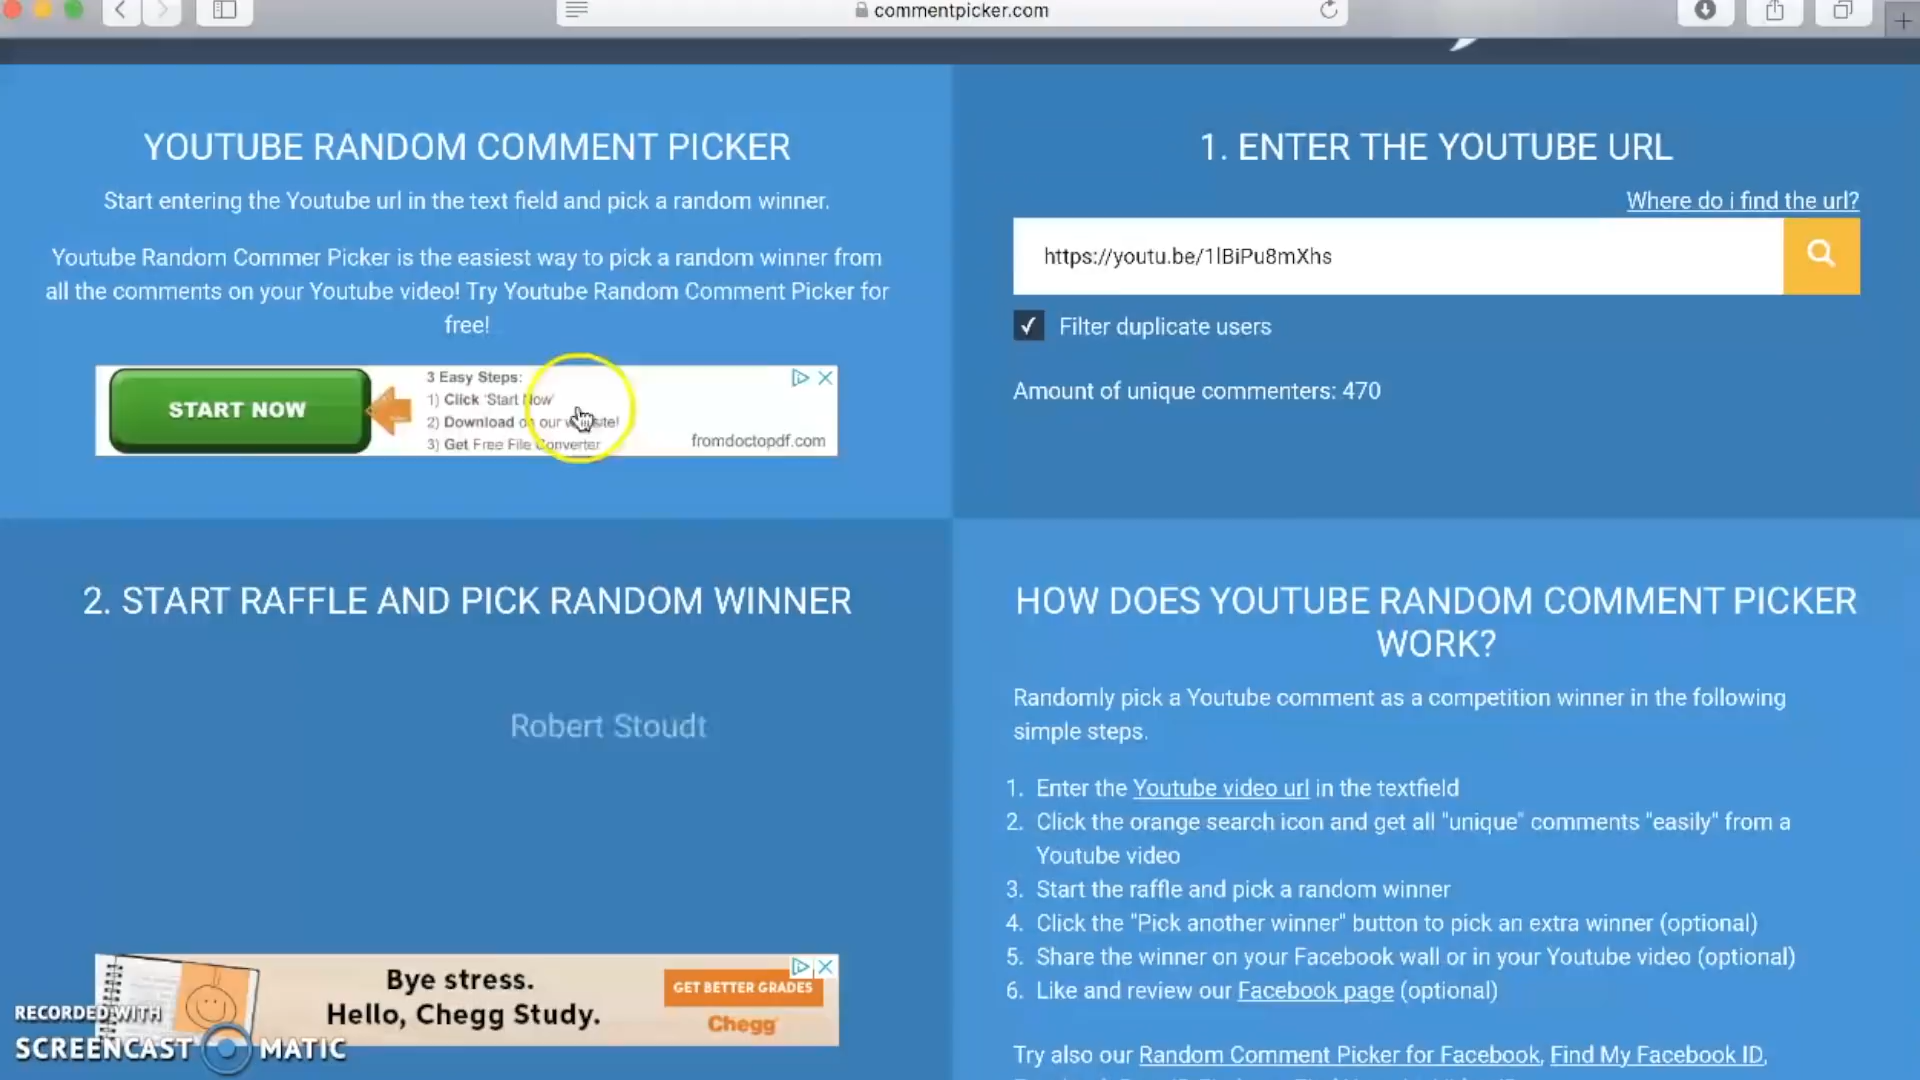 commentpicker.com
YOUTUBE RANDOM COMMENT PICKER
Start entering the Youtube url in the text field and pick a random winner.
Youtube Random Commer Picker is the easiest way to pick a random winner from
all the comments on your Youtube video! Try Youtube Random Comment Picker for
free!
START NOW
3 Easy Steps:
1) Click 'Start Now'
2) Download on our website!
3) Get Free File Converter
fromdoctopdf.com
1. ENTER THE YOUTUBE URL
Where do i find the url?
https://youtu.be/1lBiPu8mXhs
Filter duplicate users
Amount of unique commenters: 470
2. START RAFFLE AND PICK RANDOM WINNER
Robert Stoudt
Bye stress.
Hello, Chegg Study.
GET BETTER GRADES
Chegg
RECORDED WITH
SCREENCAST MATIC
HOW DOES YOUTUBE RANDOM COMMENT PICKER
WORK?
Randomly pick a Youtube comment as a competition winner in the following
simple steps.
1. Enter the Youtube video url in the textfield
2. Click the orange search icon and get all "unique" comments "easily" from a
Youtube video
3. Start the raffle and pick a random winner
4. Click the "Pick another winner" button to pick an extra winner (optional)
5. Share the winner on your Facebook wall or in your Youtube video (optional)
6. Like and review our Facebook page (optional)
Try also our Random Comment Picker for Facebook, Find My Facebook ID,